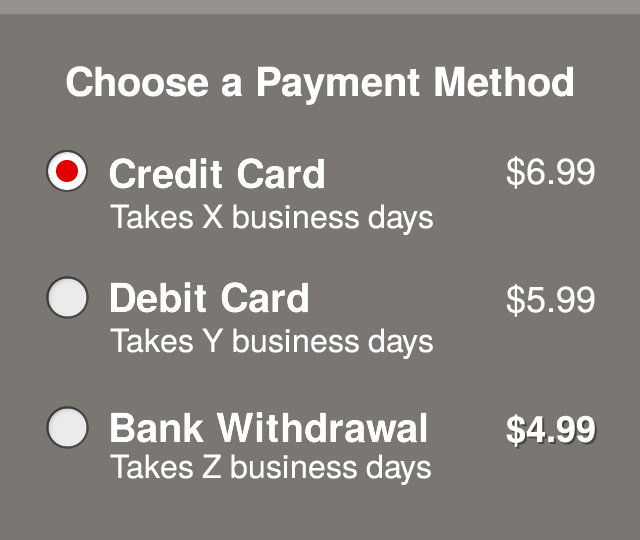 Choose a Payment Method
Credit Card $6.99
Takes X business days
Debit Card $5.99
Takes Y business days
Bank Withdrawal $4.99
Takes Z business days